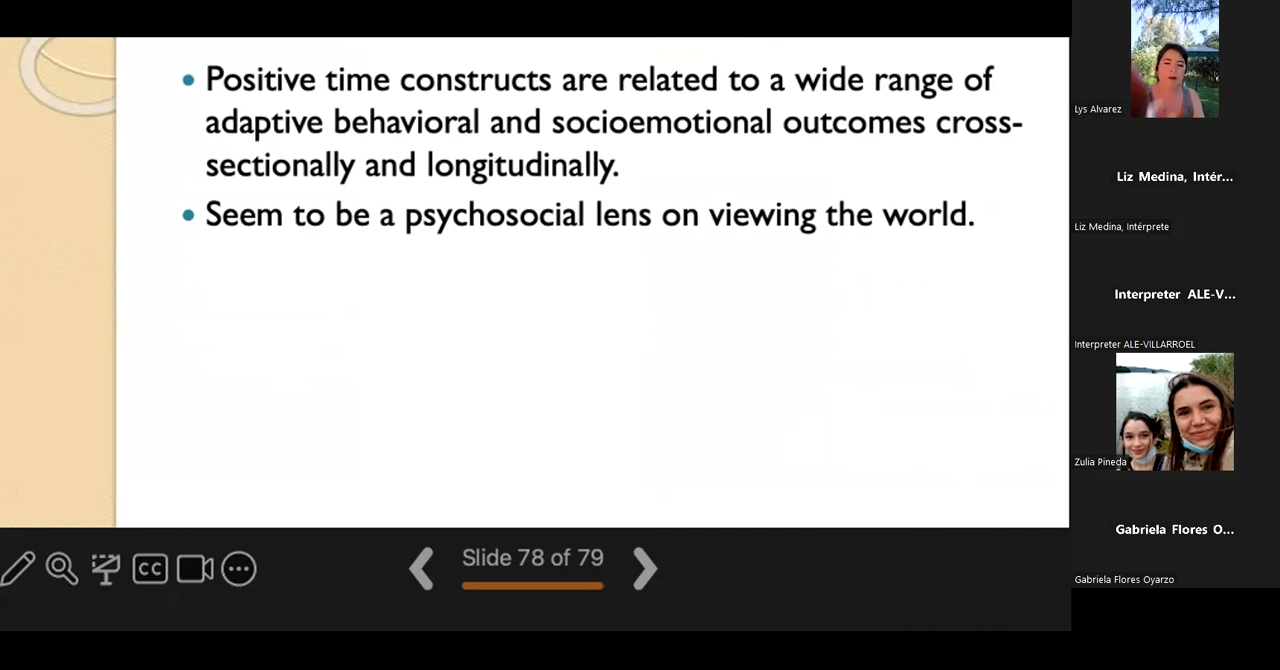 • Positive time constructs are related to a wide range of
adaptive behavioral and socioemotional outcomes cross-
sectionally and longitudinally.
• Seem to be a psychosocial lens on viewing the world.
CC
Slide 78 of 79
Lys Alvarez
Liz Medina, Intér...
Liz Medina, Intérprete
Interpreter ALE-V...
Interpreter ALE-VILLARROEL
Zulia Pineda
Gabriela Flores O...
Gabriela Flores Oyarzo